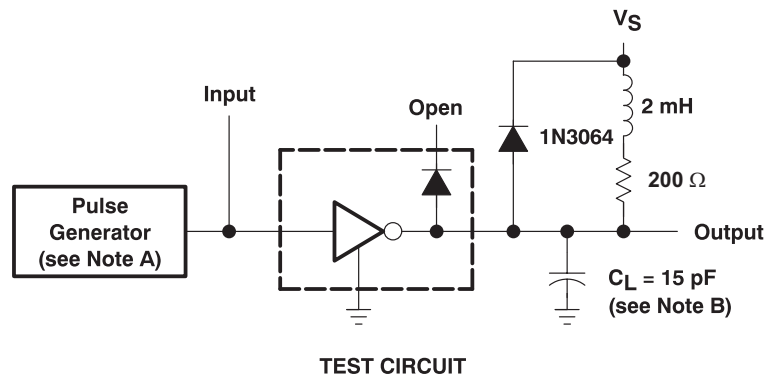 VS
Input
Open
2 mH
1N3064
200 Ω
Pulse
Generator
(see Note A)
Output
CL = 15 pF
(see Note B)
TEST CIRCUIT